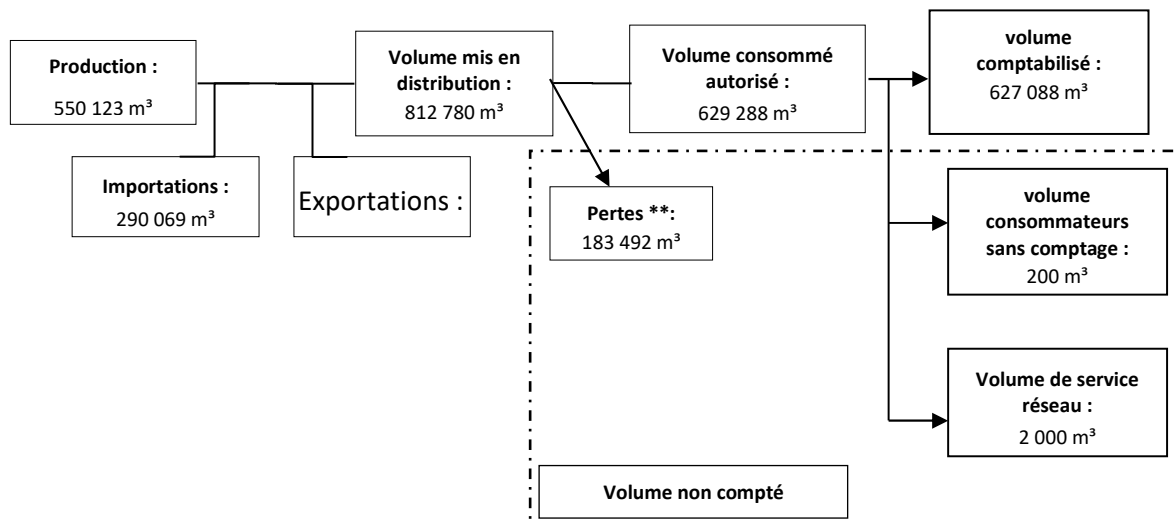 Production :
550 123 m³
Volume mis en
distribution :
812 780 m³
Volume consommé
autorisé :
629 288 m³
volume
comptabilisé :
627 088 m³
Importations :
290 069 m³
Exportations :
Pertes **:
183 492 m³
volume
consommateurs
sans comptage :
200 m³
Volume de service
réseau :
2 000 m³
Volume non compté